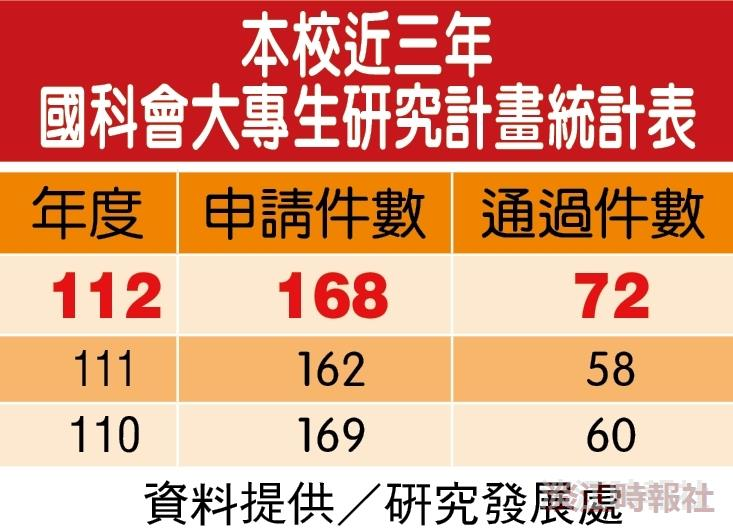 本校近三年
國科會大專生研究計畫統計表
年度 申請件數 通過件數
112 168 72
111 162 58
110 169 60
資料提供／研究發展處
淡江時報社